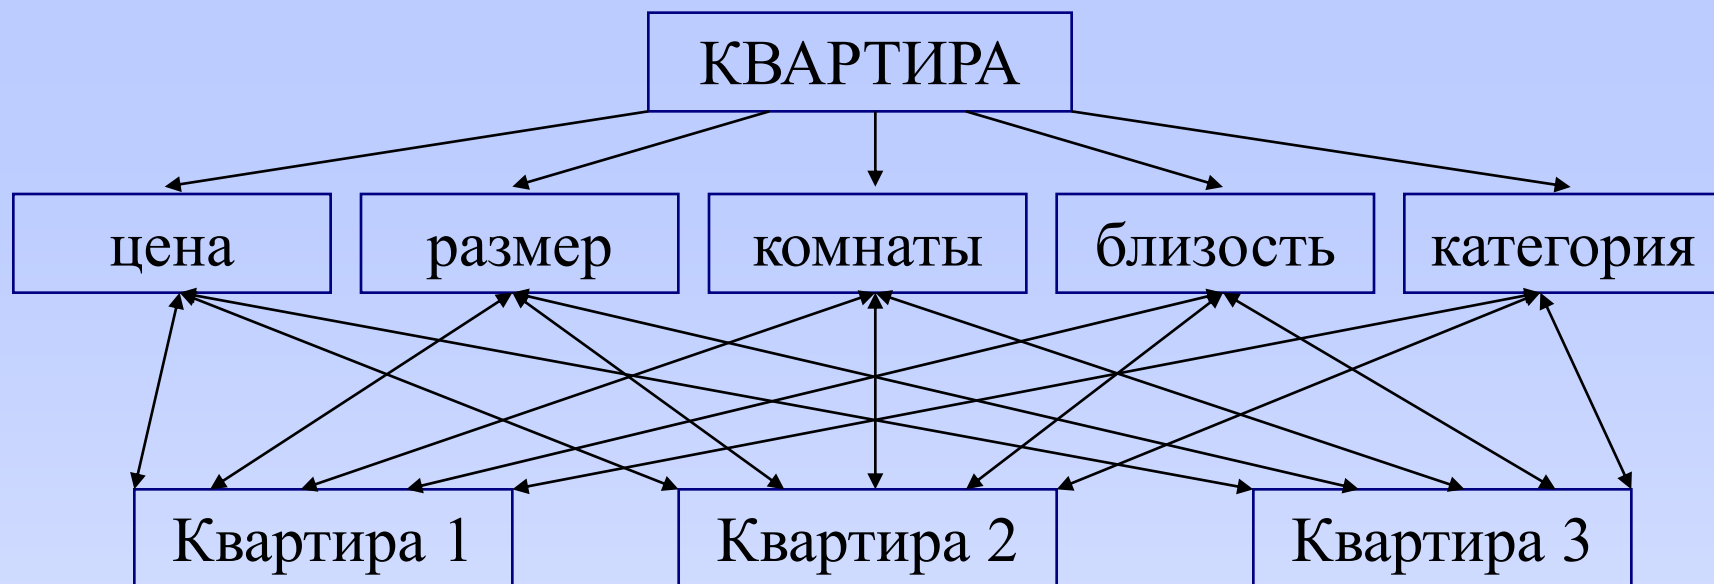 КВАРТИРА
цена
размер
комнаты
близость
категория
Квартира 1
Квартира 2
Квартира 3